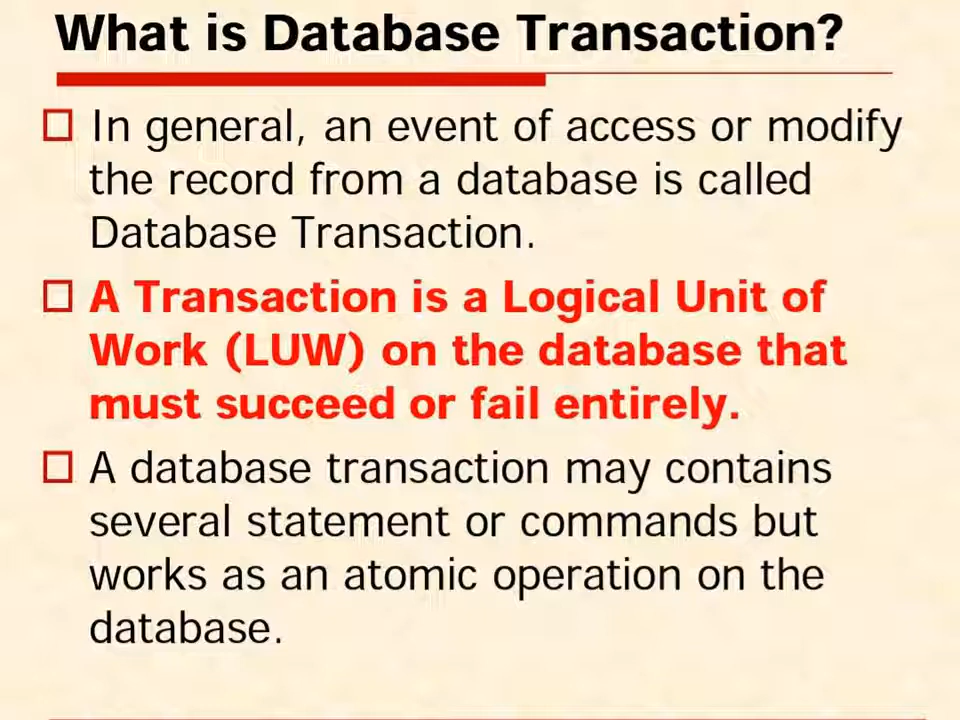 What is Database Transaction?
In general, an event of access or modify
the record from a database is called
Database Transaction.
A Transaction is a Logical Unit of
Work (LUW) on the database that
must succeed or fail entirely.
A database transaction may contains
several statement or commands but
works as an atomic operation on the
database.